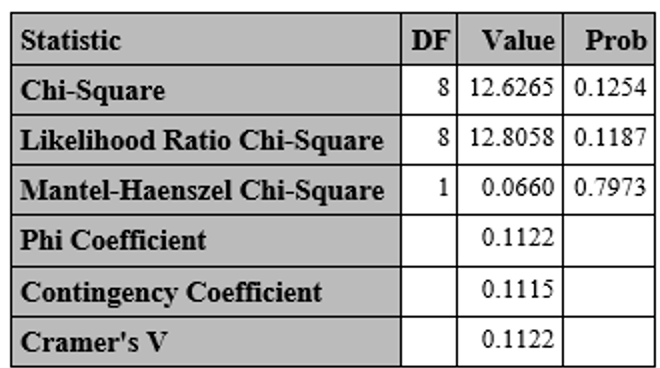 Statistic DF Value Prob
Chi-Square 8 12.6265 0.1254
Likelihood Ratio Chi-Square 8 12.8058 0.1187
Mantel-Haenszel Chi-Square 1 0.0660 0.7973
Phi Coefficient 0.1122
Contingency Coefficient 0.1115
Cramer's V 0.1122